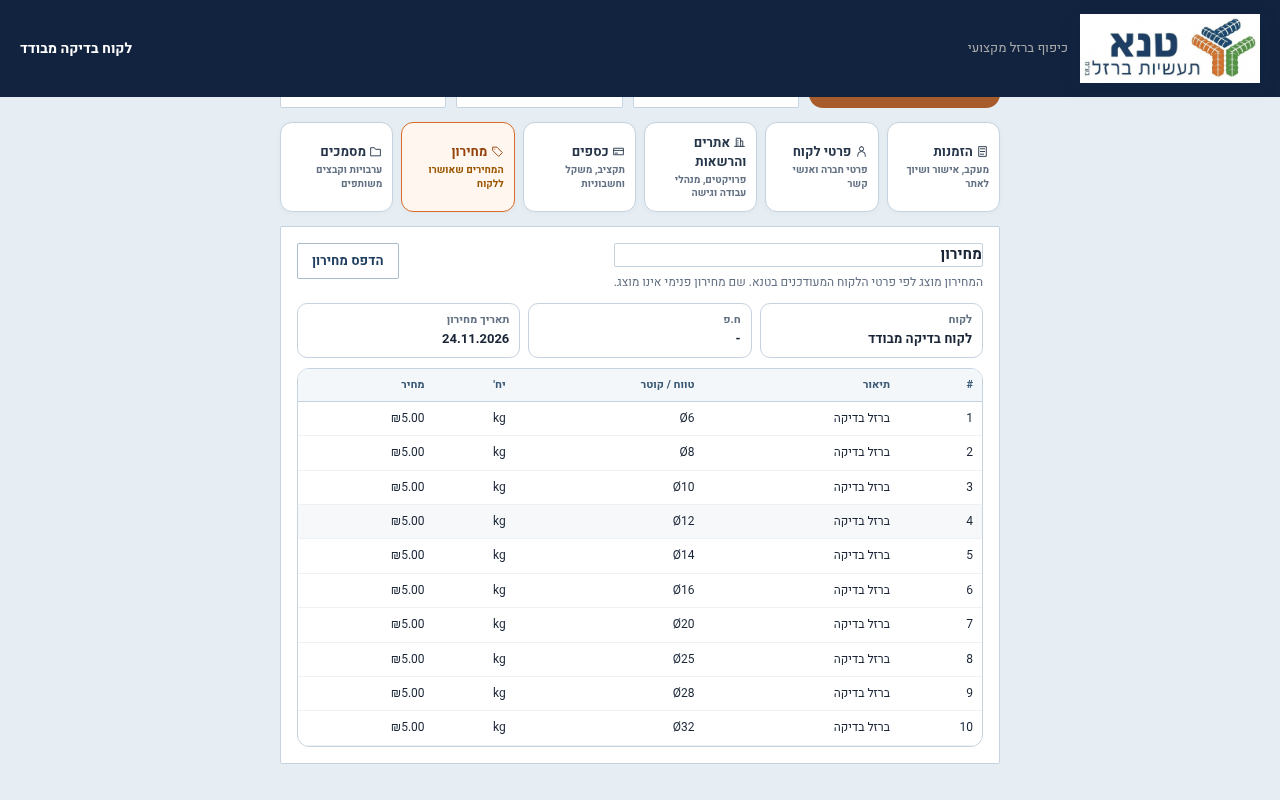 טנא
תעשיות ברזל
כיפוף ברזל מקצועי
לקוח בדיקה מבודד
הזמנות
מעקב, אישור ושיוך
לאתר
פרטי לקוח
פרטי חברה ואנשי
קשר
אתרים
והרשאות
פרויקטים, מנהלי
עבודה וגישה
כספים
תקציב, משקל
וחשבוניות
מחירון
המחירים שאושרו
ללקוח
מסמכים
ערבויות וקבצים
משותפים
מחירון
הדפס מחירון
המחירון מוצג לפי פרטי הלקוח המעודכנים בטנא. שם מחירון פנימי אינו מוצג.
לקוח
לקוח בדיקה מבודד
ח.פ
-
תאריך מחירון
24.11.2026
# תיאור טווח / קוטר יח' מחיר
1 ברזל בדיקה Ø6 kg ₪5.00
2 ברזל בדיקה Ø8 kg ₪5.00
3 ברזל בדיקה Ø10 kg ₪5.00
4 ברזל בדיקה Ø12 kg ₪5.00
5 ברזל בדיקה Ø14 kg ₪5.00
6 ברזל בדיקה Ø16 kg ₪5.00
7 ברזל בדיקה Ø20 kg ₪5.00
8 ברזל בדיקה Ø25 kg ₪5.00
9 ברזל בדיקה Ø28 kg ₪5.00
10 ברזל בדיקה Ø32 kg ₪5.00